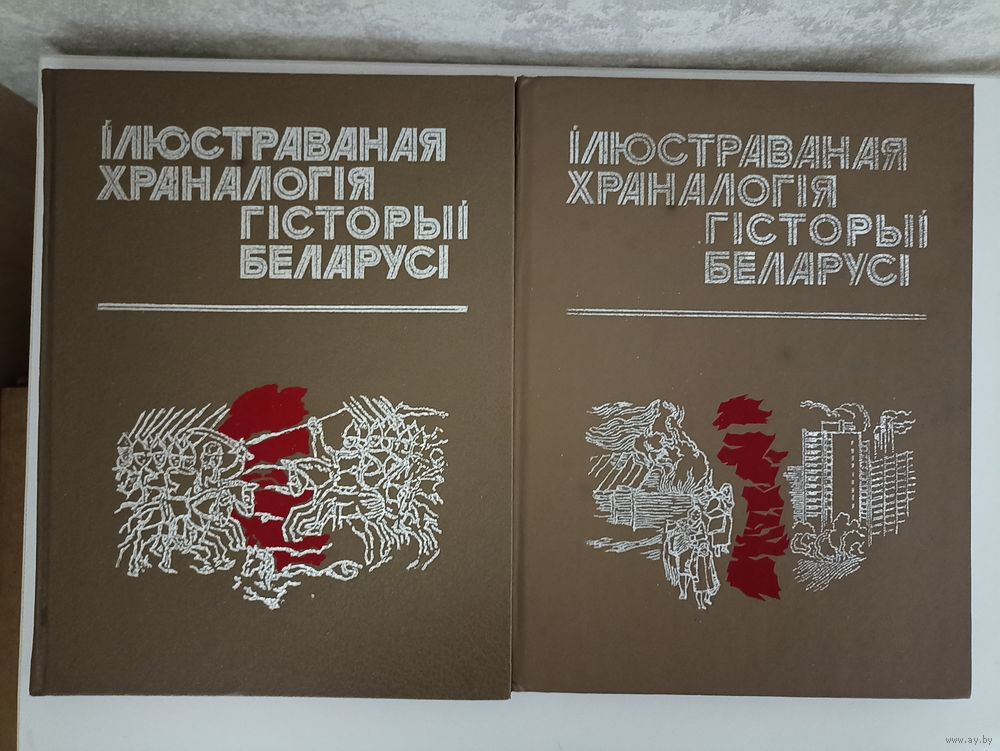 ІЛЮСТРАВАНАЯ
ХРАНАЛОГІЯ
ГІСТОРЫІ
БЕЛАРУСІ
ІЛЮСТРАВАНАЯ
ХРАНАЛОГІЯ
ГІСТОРЫІ
БЕЛАРУСІ
www.ay.by